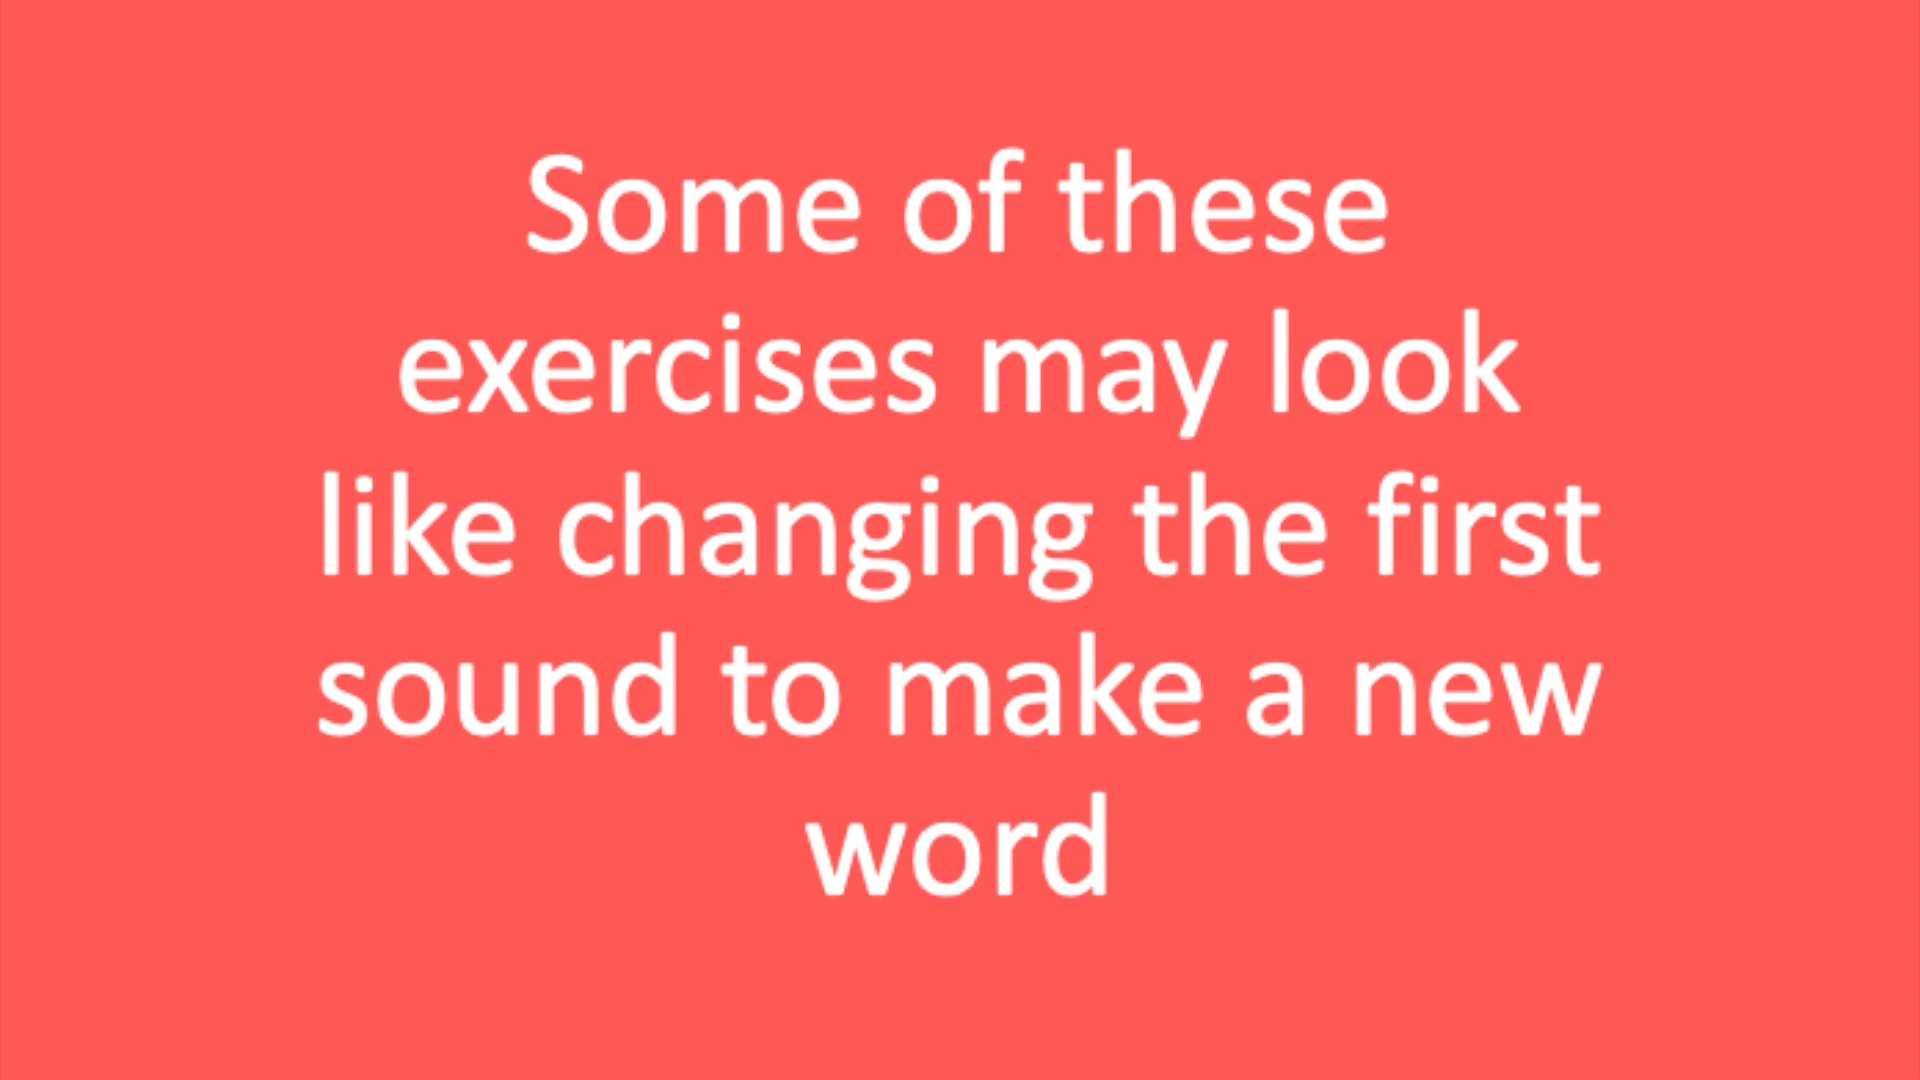 Some of these
exercises may look
like changing the first
sound to make a new
word